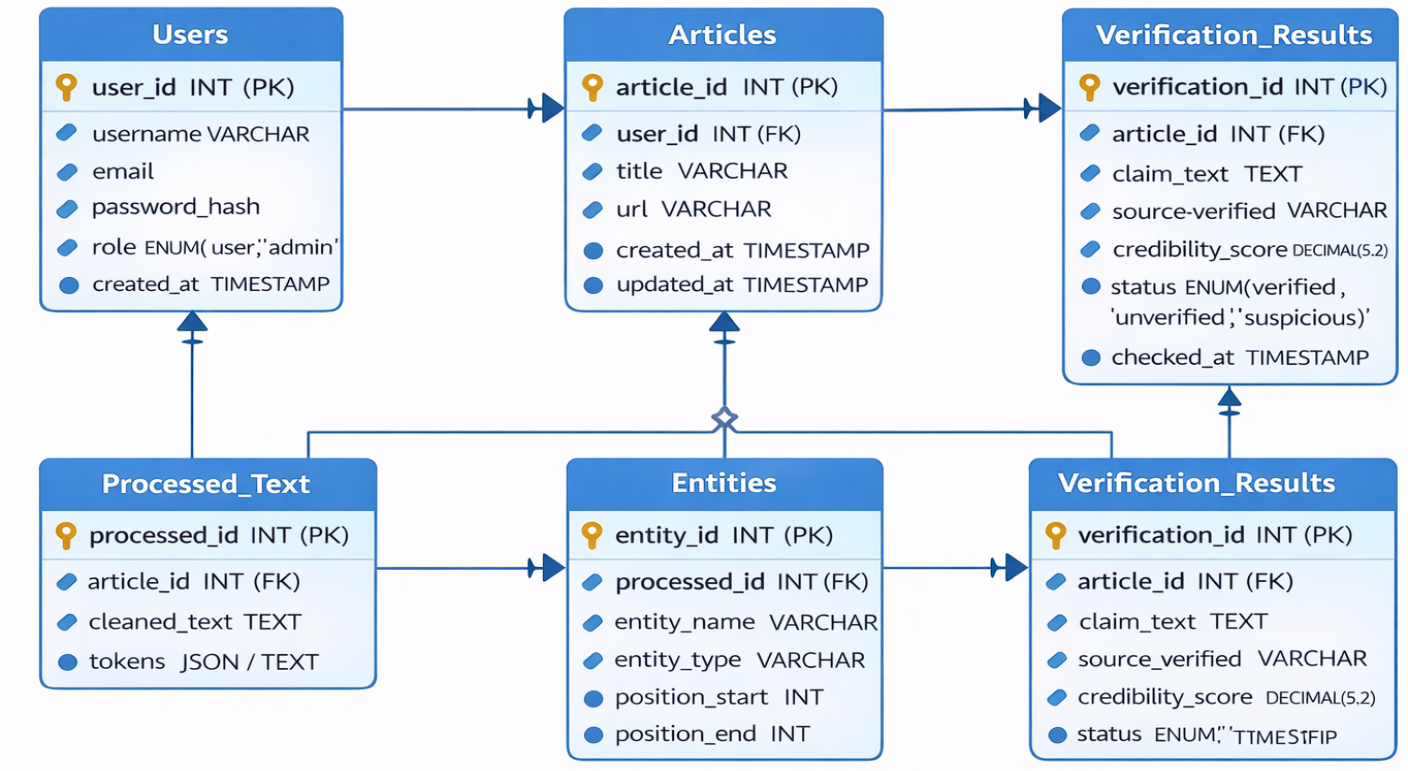 Users
user_id INT (PK)
username VARCHAR
email
password_hash
role ENUM( user,''admin'
created_at TIMESTAMP
Articles
article_id INT (PK)
user_id INT (FK)
title VARCHAR
url VARCHAR
created_at TIMESTAMP
updated_at TIMESTAMP
Verification_Results
verification_id INT (PK)
article_id INT (FK)
claim_text TEXT
source-verified VARCHAR
credibility_score DECIMAL(5.2)
status ENUM(verified ,
'unverified ,''suspicious)'
checked_at TIMESTAMP
Processed_Text
processed_id INT (PK)
article_id INT (FK)
cleaned_text TEXT
tokens JSON / TEXT
Entities
entity_id INT (PK)
processed_id INT (FK)
entity_name VARCHAR
entity_type VARCHAR
position_start INT
position_end INT
Verification_Results
verification_id INT (PK)
article_id INT (FK)
claim_text TEXT
source_verified VARCHAR
credibility_score DECIMAL(5,2)
status ENUM,